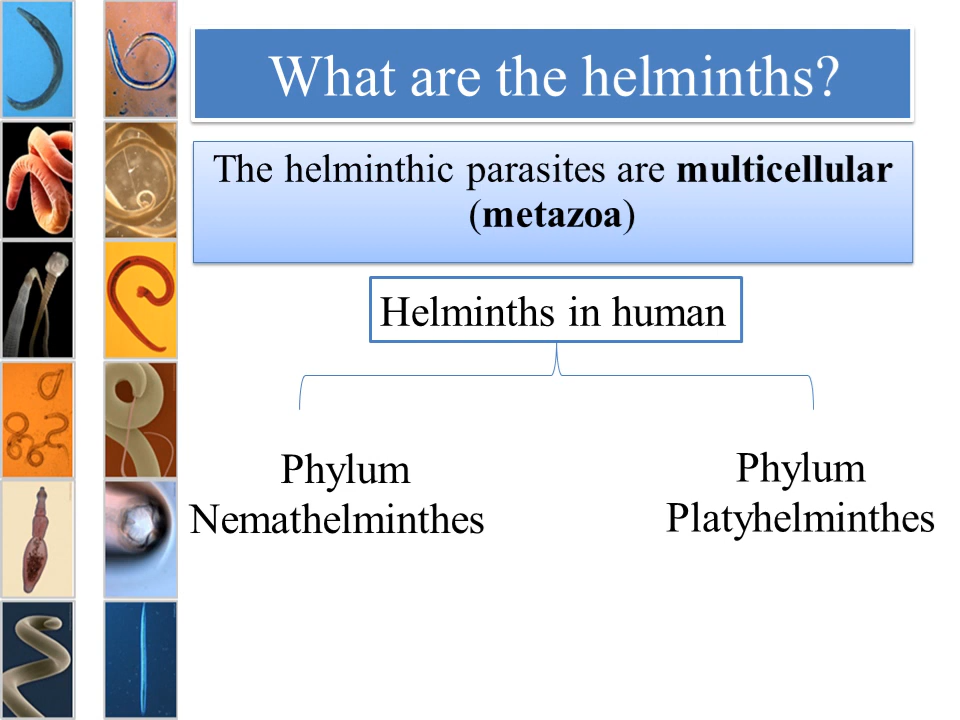 What are the helminths?
The helminthic parasites are multicellular
(metazoa)
Helminths in human
Phylum
Nemathelminthes
Phylum
Platyhelminthes